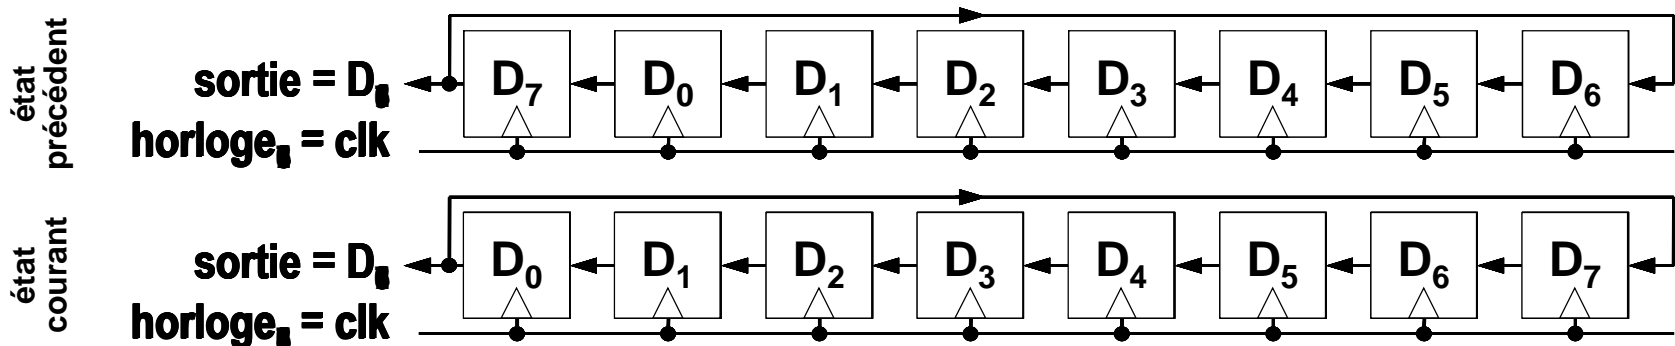 état
précédent
sortie = D
D7 D0 D1 D2 D3 D4 D5 D6
horloge = clk
état
courant
sortie = D
D0 D1 D2 D3 D4 D5 D6 D7
horloge = clk